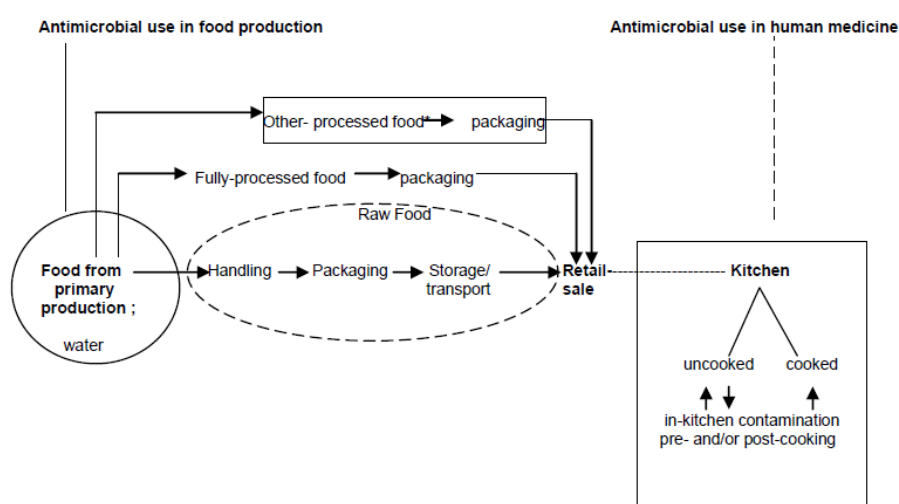 Antimicrobial use in food production
Antimicrobial use in human medicine
Other- processed food*
packaging
Fully-processed food
packaging
Raw Food
Food from
primary
production ;
water
Handling
Packaging
Storage/
transport
Retail-
sale
Kitchen
uncooked
cooked
in-kitchen contamination
pre- and/or post-cooking